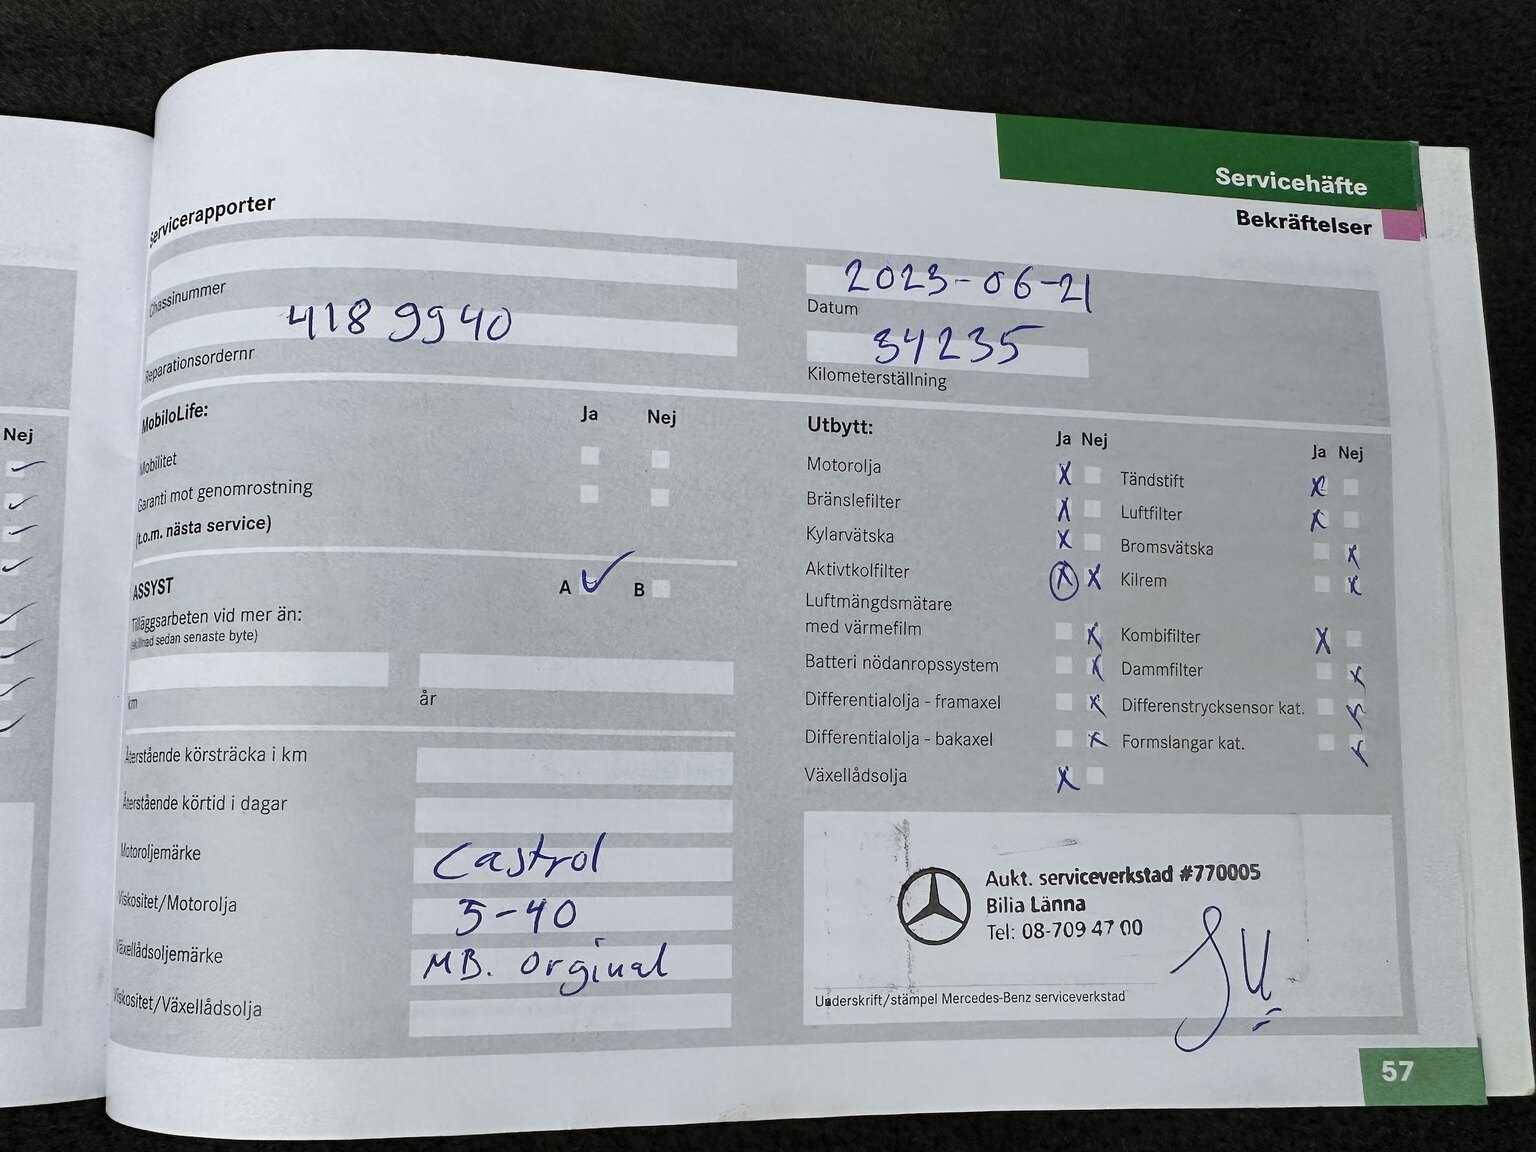 Servicehäfte
Bekräftelser
Servicerapporter
Chassinummer
2023-06-21
Datum
4189940
Reparationsordernr
34235
Kilometerställning
MobiloLife:
Ja Nej
Mobilitet
Garanti mot genomrostning
(t.o.m. nästa service)
ASSYST
A ✓ B
Tilläggsarbeten vid mer än:
(skillnad sedan senaste byte)
km
år
Återstående körsträcka i km
Återstående körtid i dagar
Motoroljemärke
Castrol
Viskositet/Motorolja
5-40
Växellådsoljemärke
MB. Orginal
Viskositet/Växellådsolja
Utbytt:
Ja Nej
Motorolja X
Bränslefilter X
Kylarvätska X
Aktivtkolfilter X X
Luftmängdsmätare
med värmefilm X
Batteri nödanropssystem X
Differentialolja - framaxel X
Differentialolja - bakaxel X
Växellådsolja X
Ja Nej
Tändstift X
Luftfilter X
Bromsvätska X
Kilrem X
Kombifilter X
Dammfilter X
Differenstrycksensor kat. X
Formslangar kat. X
Aukt. serviceverkstad #770005
Bilia Länna
Tel: 08-709 47 00
Underskrift/stämpel Mercedes-Benz serviceverkstad
57
Nej